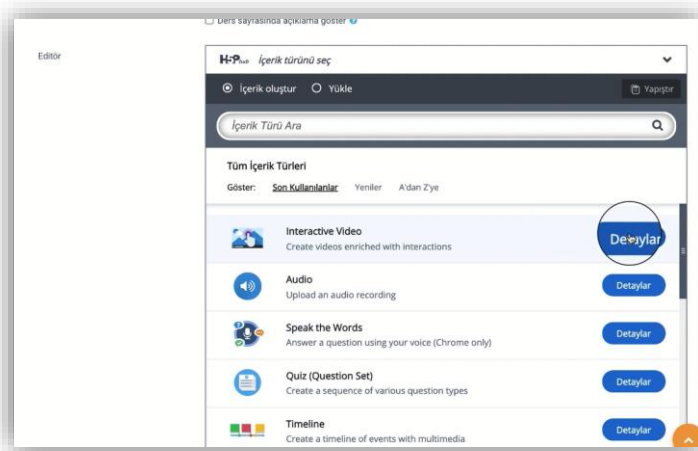 Ders sayfasında açıklama göster
Editör
H-P hub İçerik türünü seç
İçerik oluştur Yükle Yapıştır
İçerik Türü Ara
Tüm İçerik Türleri
Göster: Son Kullanılanlar Yeniler A'dan Z'ye
Interactive Video
Create videos enriched with interactions
Detaylar
Audio
Upload an audio recording
Detaylar
Speak the Words
Answer a question using your voice (Chrome only)
Detaylar
Quiz (Question Set)
Create a sequence of various question types
Detaylar
Timeline
Create a timeline of events with multimedia
Detaylar